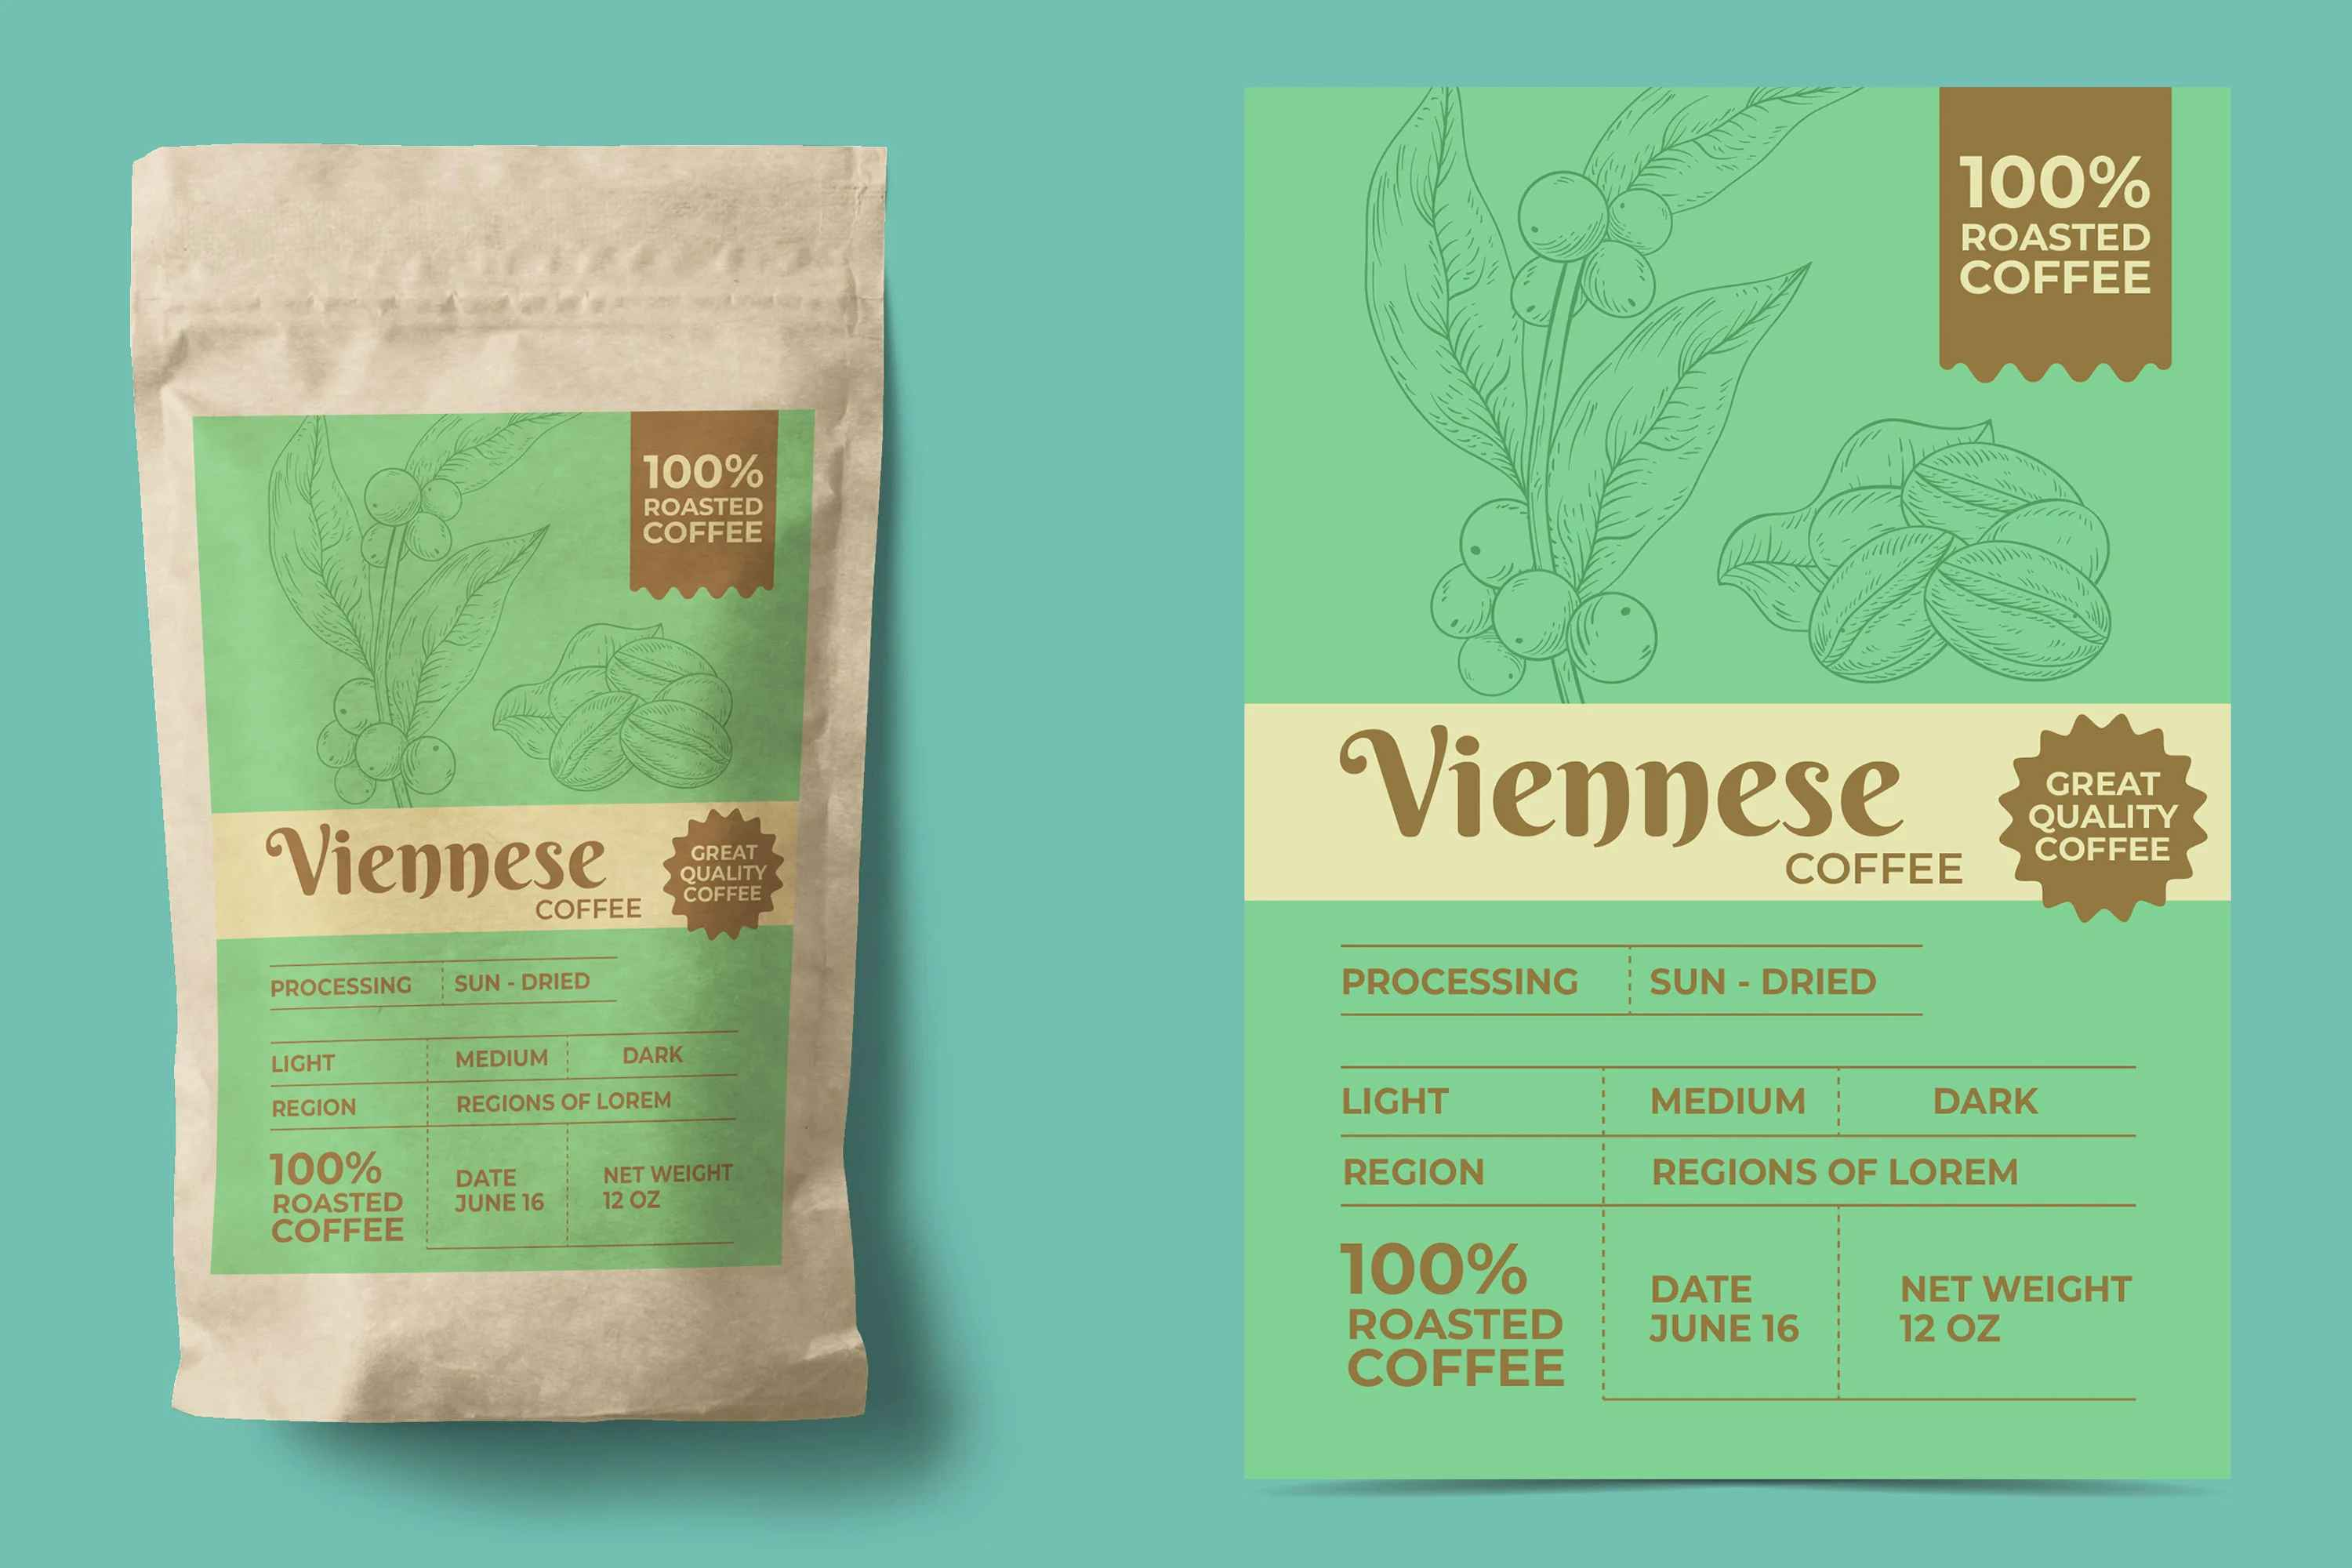 100%
ROASTED
COFFEE
Viennese
COFFEE
GREAT
QUALITY
COFFEE
PROCESSING SUN - DRIED
LIGHT MEDIUM DARK
REGION REGIONS OF LOREM
100%
ROASTED
COFFEE
DATE
JUNE 16
NET WEIGHT
12 OZ
100%
ROASTED
COFFEE
Viennese
COFFEE
GREAT
QUALITY
COFFEE
PROCESSING SUN - DRIED
LIGHT MEDIUM DARK
REGION REGIONS OF LOREM
100%
ROASTED
COFFEE
DATE
JUNE 16
NET WEIGHT
12 OZ